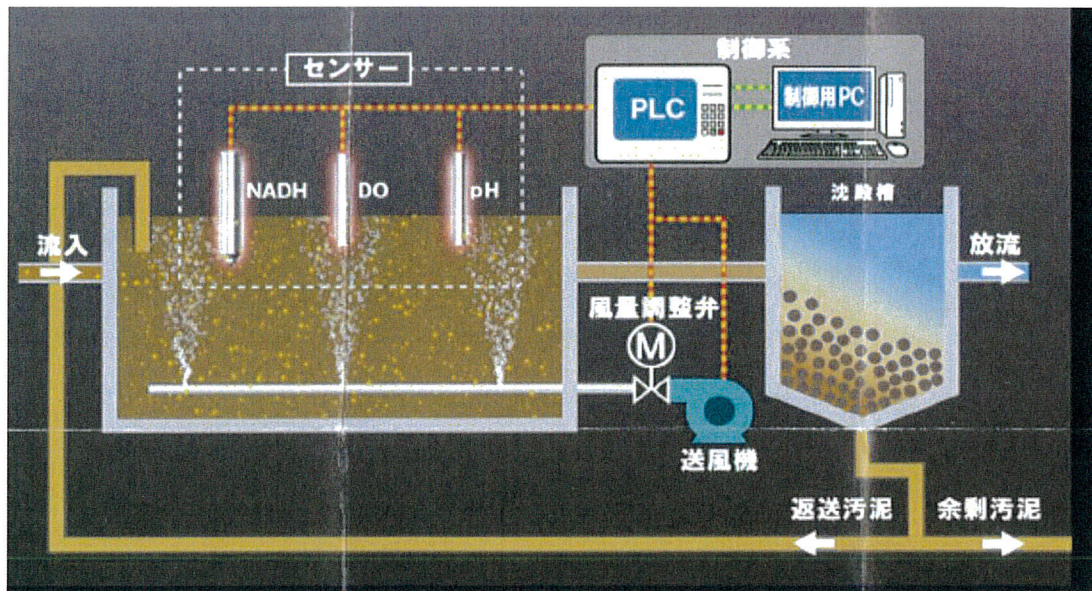 制御系
センサー
PLC
制御用PC
NADH
DO
pH
沈殿槽
流入
放流
風量調整弁
M
送風機
返送汚泥
余剰汚泥